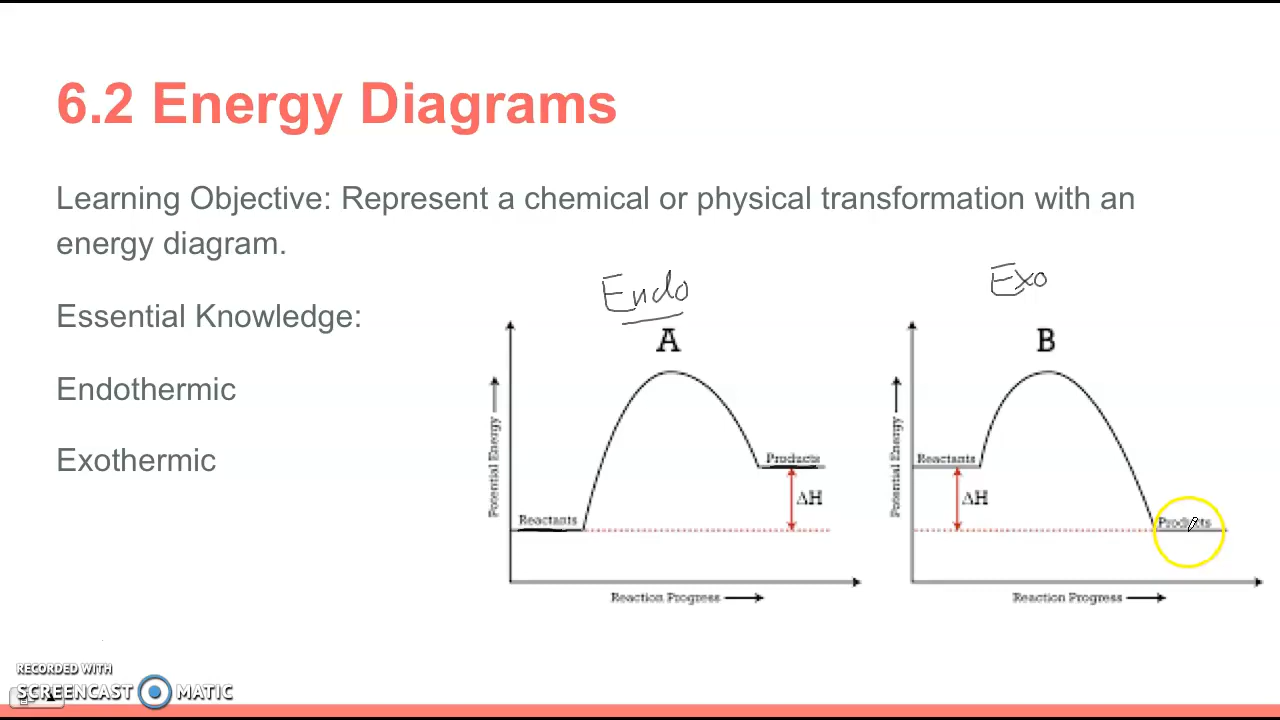 6.2 Energy Diagrams
Learning Objective: Represent a chemical or physical transformation with an
energy diagram.
Essential Knowledge:
Endothermic
Exothermic
Endo
A
Potential Energy
Reactants
Products
ΔH
Reaction Progress
Exo
B
Potential Energy
Reactants
ΔH
Products
Reaction Progress
RECORDED WITH
SCREENCAST MATIC